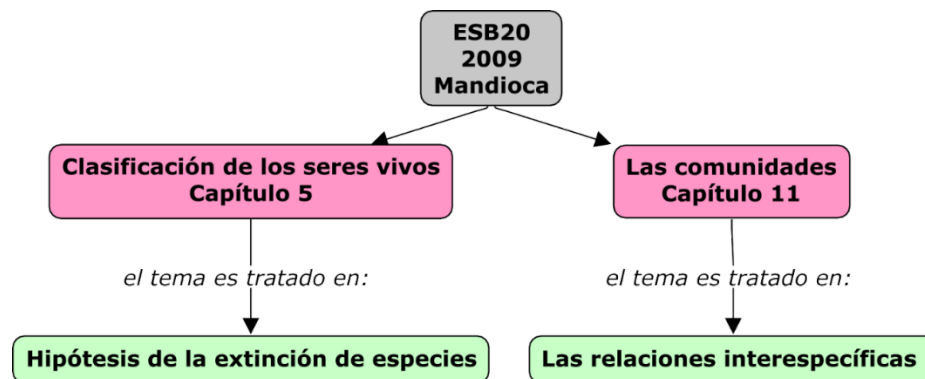 ESB20
2009
Mandioca
Clasificación de los seres vivos
Capítulo 5
Las comunidades
Capítulo 11
el tema es tratado en:
el tema es tratado en:
Hipótesis de la extinción de especies
Las relaciones interespecíficas